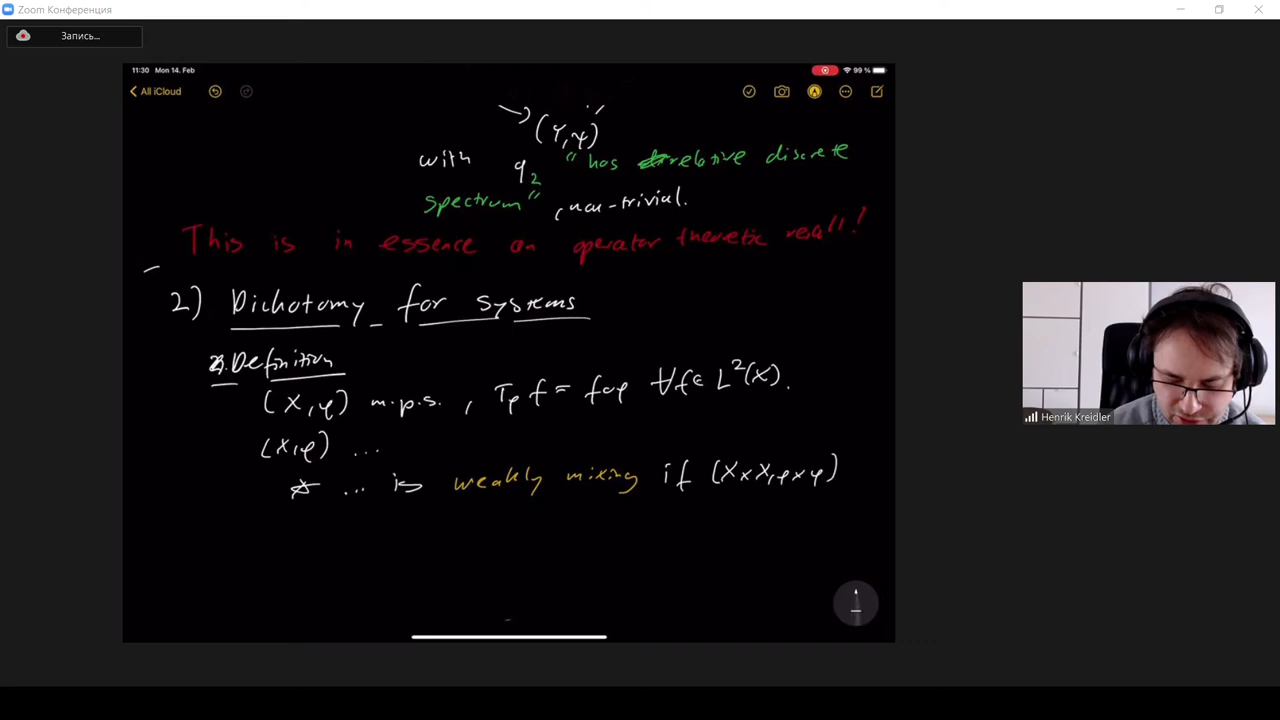 Zoom Конференция
Запись...
11:30 Mon 14. Feb
99 %
All iCloud
(Y,ψ)
with q₂ "has relative discrete
spectrum", non-trivial.
This is in essence an operator theoretic result!
2) Dichotomy for systems
Definition
(X,φ) m.p.s., T_φ f = f∘φ ∀f∈ L²(X).
(X,φ) ...
* ... is weakly mixing if (X×X,φ×φ)
Henrik Kreidler